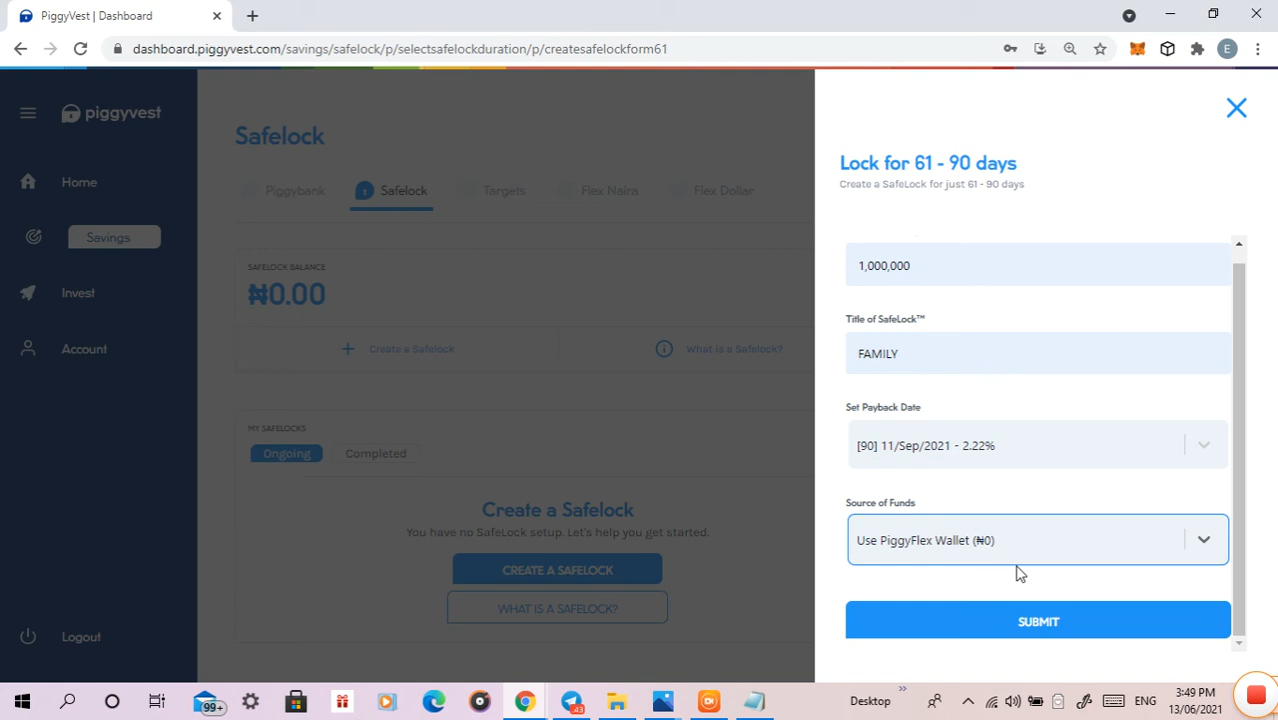 PiggyVest | Dashboard
dashboard.piggyvest.com/savings/safelock/p/selectsafelockduration/p/createsafelockform61
E
piggyvest
Home
Savings
Invest
Account
Logout
Safelock
Piggybank
Safelock
Targets
Flex Naira
Flex Dollar
SAFELOCK BALANCE
₦0.00
Create a Safelock
What is a Safelock?
MY SAFELOCKS
Ongoing
Completed
Create a Safelock
You have no SafeLock setup. Let's help you get started.
CREATE A SAFELOCK
WHAT IS A SAFELOCK?
Lock for 61 - 90 days
Create a SafeLock for just 61 - 90 days
1,000,000
Title of SafeLock™
FAMILY
Set Payback Date
[90] 11/Sep/2021 - 2.22%
Source of Funds
Use PiggyFlex Wallet (₦0)
SUBMIT
99+
43
Desktop
ENG
3:49 PM
13/06/2021